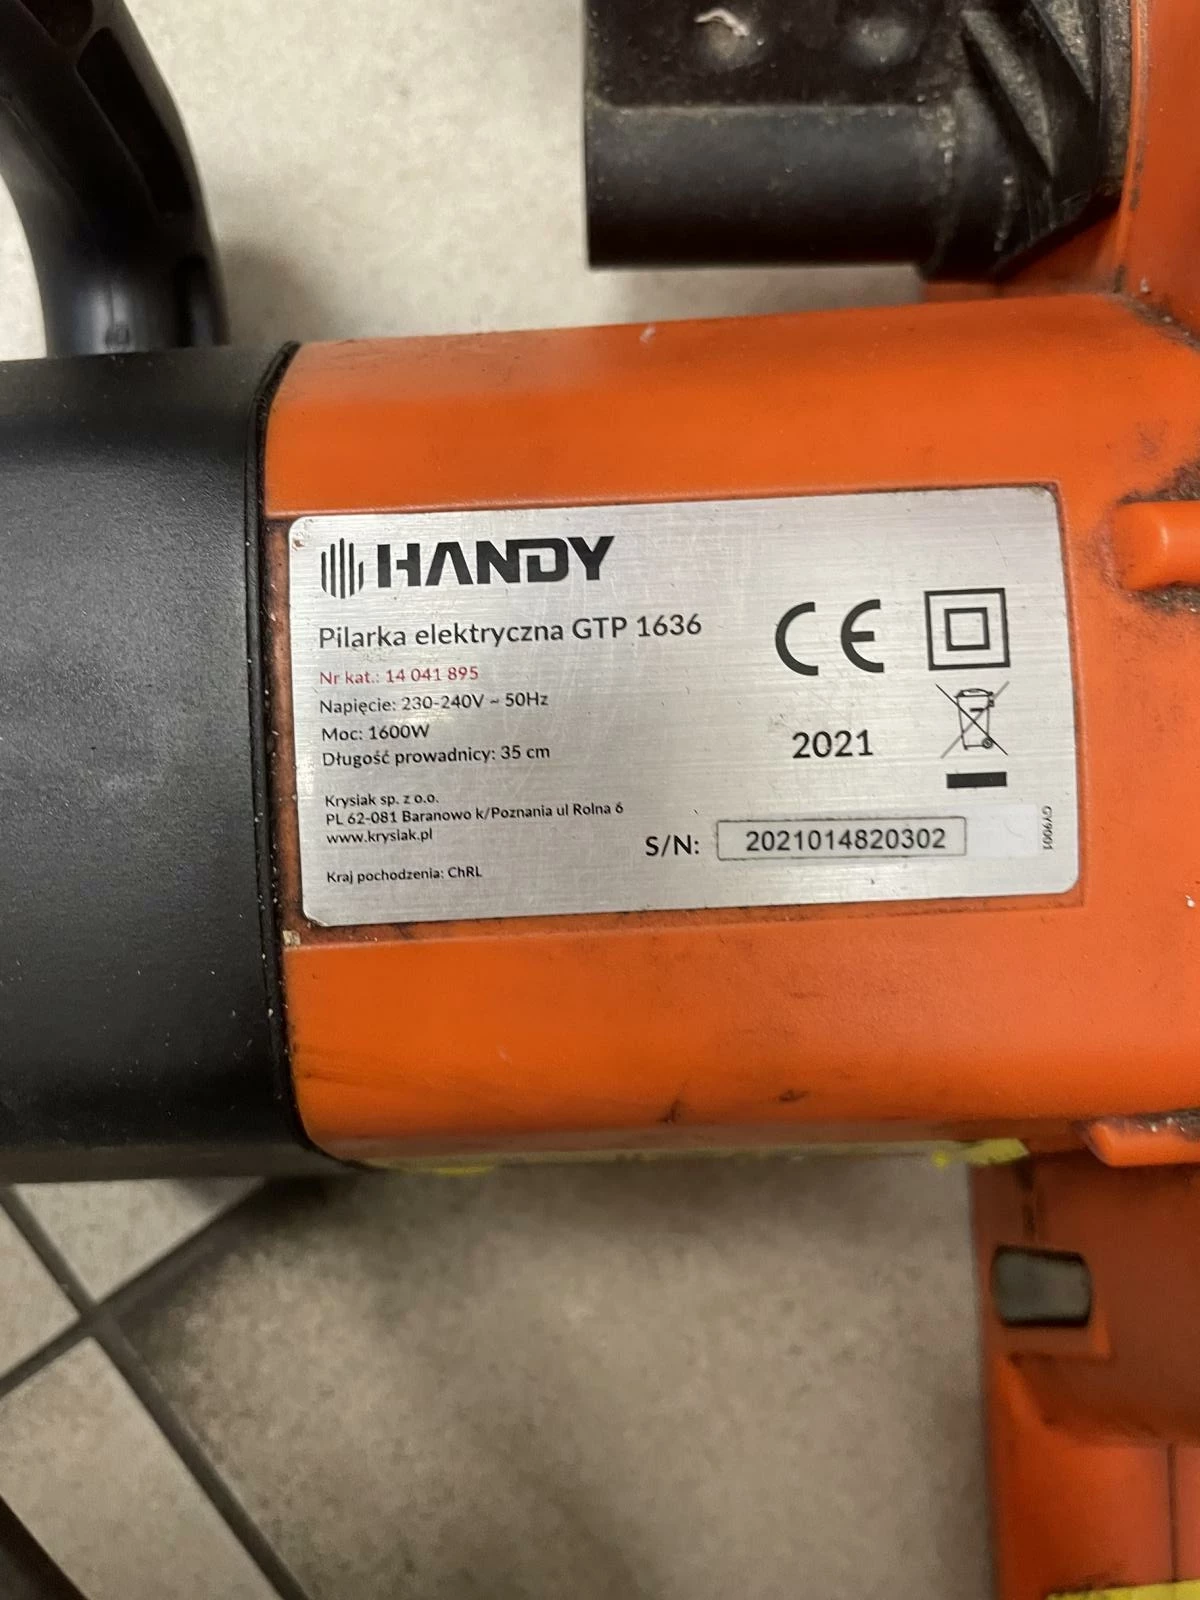 HANDY
Pilarka elektryczna GTP 1636
Nr kat.: 14 041 895
Napięcie: 230-240V ~ 50Hz
Moc: 1600W
Długość prowadnicy: 35 cm
CE
2021
Krysiak sp. z o.o.
PL 62-081 Baranowo k/Poznania ul Rolna 6
www.krysiak.pl
S/N: 2021014820302
GY9001
Kraj pochodzenia: ChRL